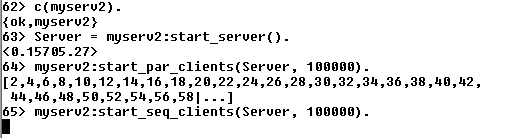 62> c(myserv2).
{ok,myserv2}
63> Server = myserv2:start_server().
<0.15705.27>
64> myserv2:start_par_clients(Server, 100000).
[2,4,6,8,10,12,14,16,18,20,22,24,26,28,30,32,34,36,38,40,42,
44,46,48,50,52,54,56,58|...]
65> myserv2:start_seq_clients(Server, 100000).